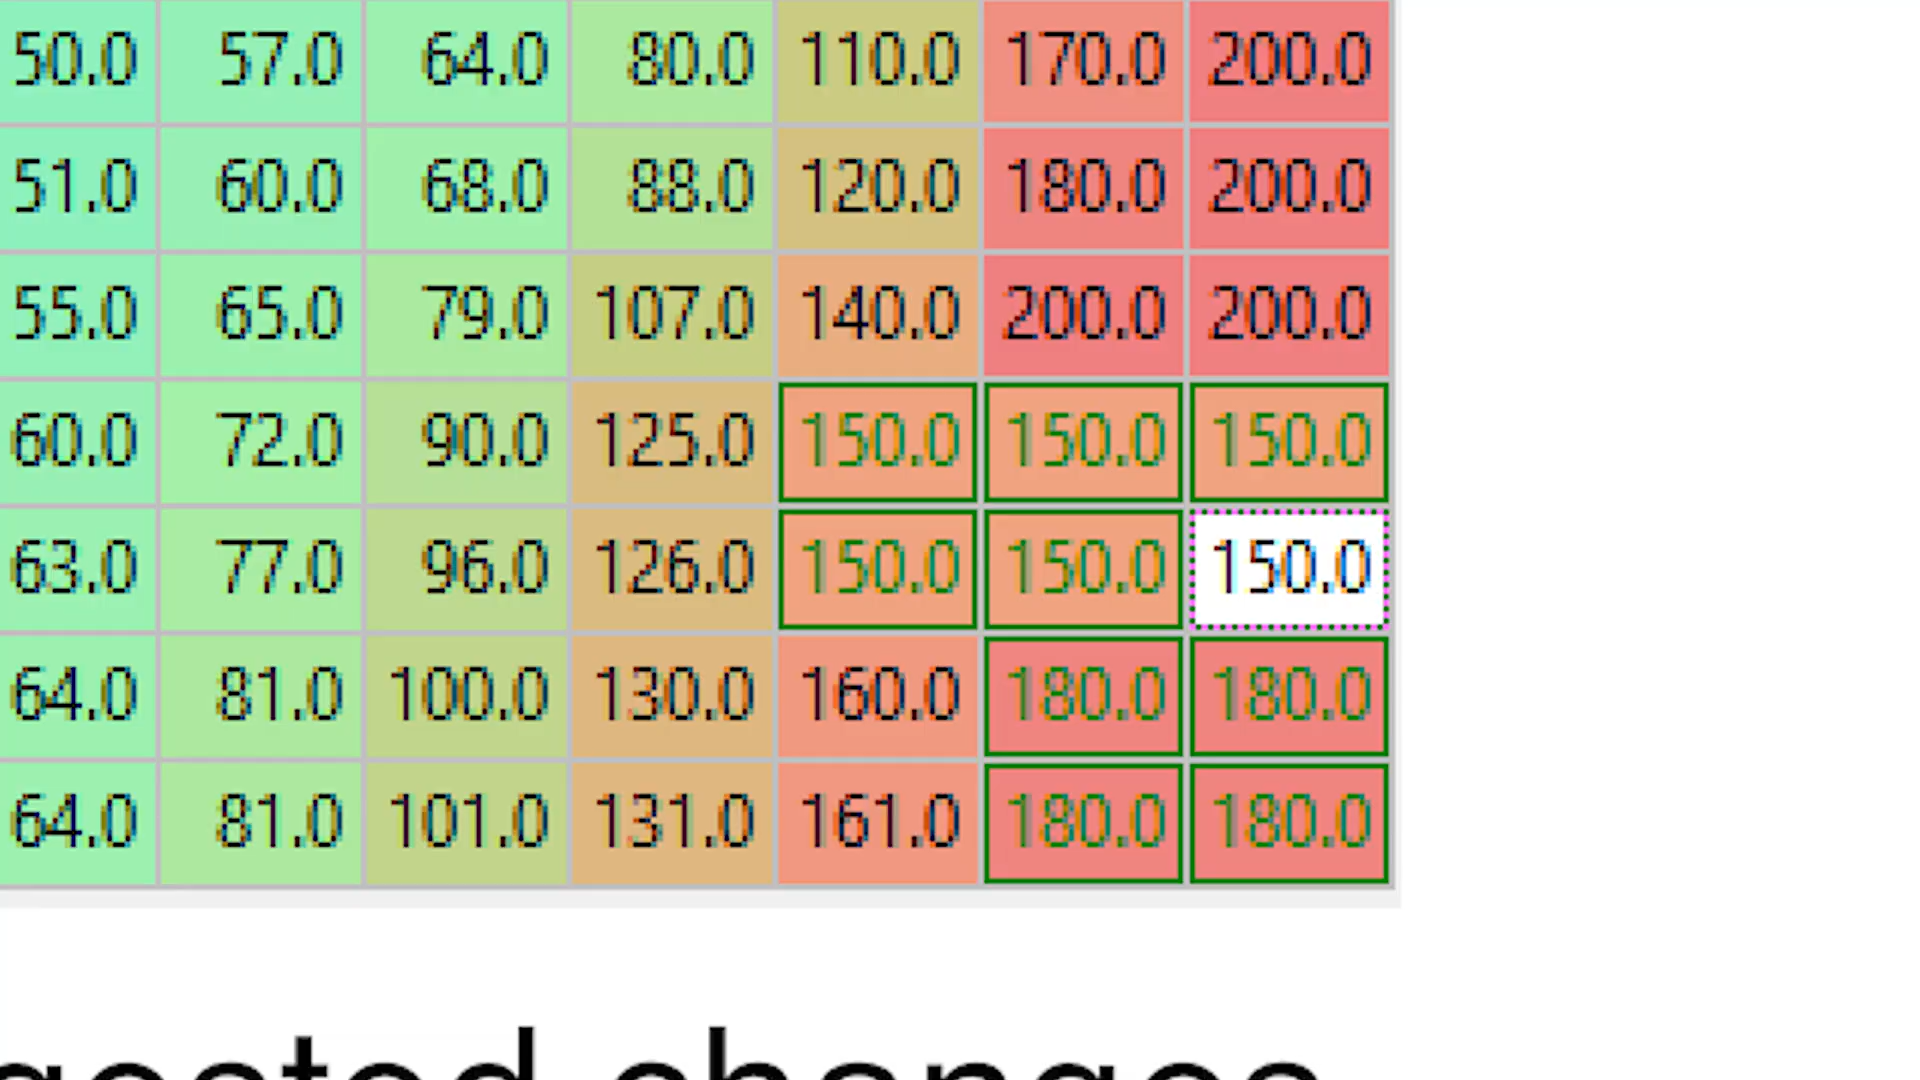 50.0 57.0 64.0 80.0 110.0 170.0 200.0
51.0 60.0 68.0 88.0 120.0 180.0 200.0
55.0 65.0 79.0 107.0 140.0 200.0 200.0
60.0 72.0 90.0 125.0 150.0 150.0 150.0
63.0 77.0 96.0 126.0 150.0 150.0 150.0
64.0 81.0 100.0 130.0 160.0 180.0 180.0
64.0 81.0 101.0 131.0 161.0 180.0 180.0
gested changes